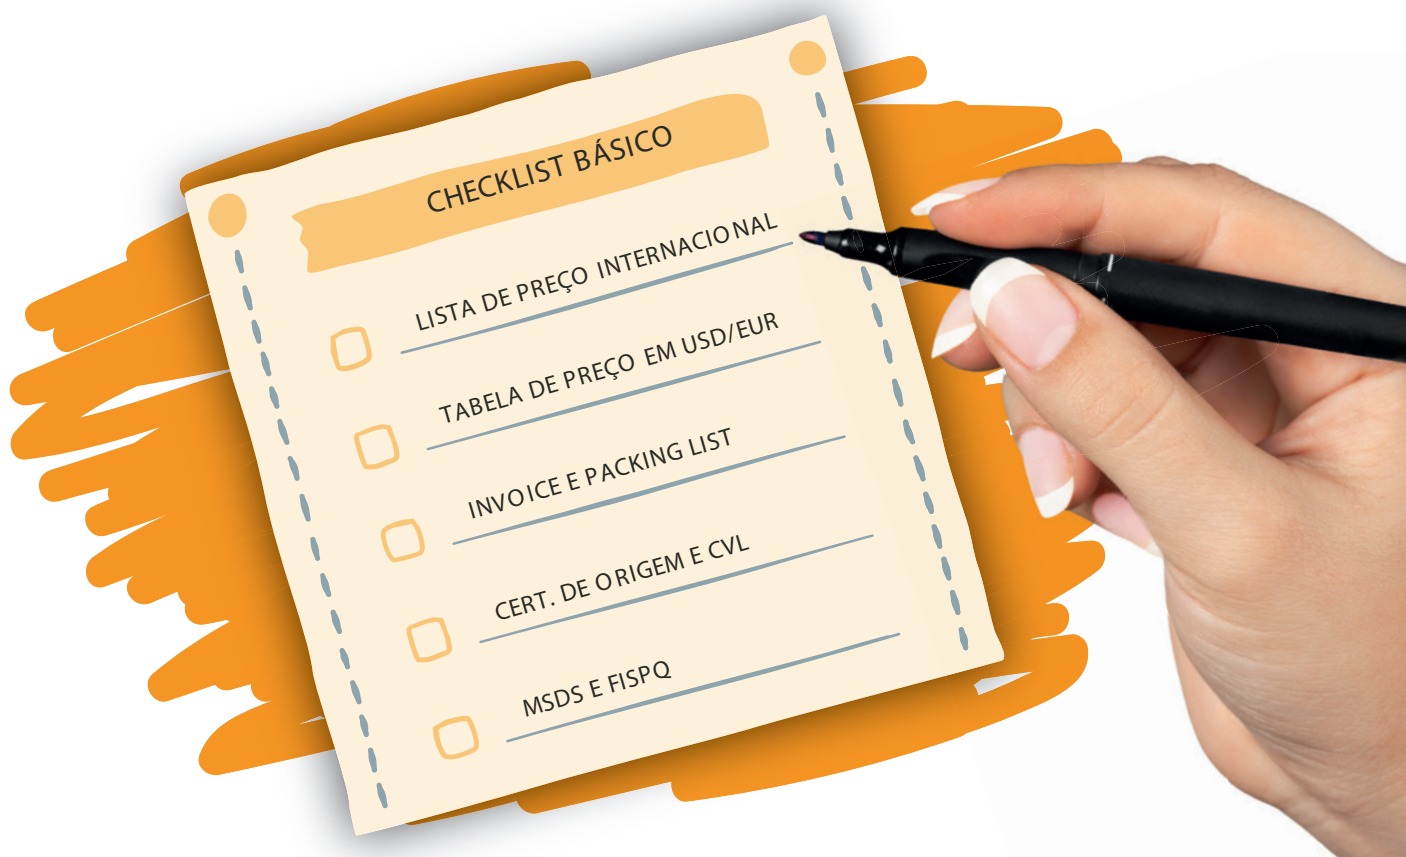 CHECKLIST BÁSICO
LISTA DE PREÇO INTERNACIONAL
TABELA DE PREÇO EM USD/EUR
INVOICE E PACKING LIST
CERT. DE ORIGEM E CVL
MSDS E FISPQ